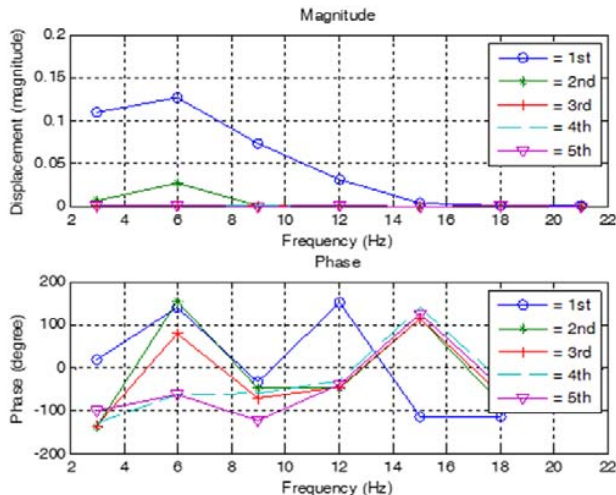 Magnitude
0.2
0.15
0.1
0.05
0
Displacement (magnitude)
= 1st
= 2nd
= 3rd
= 4th
= 5th
2 4 6 8 10 12 14 16 18 20 22
Frequency (Hz)
Phase
200
100
0
-100
-200
Phase (degree)
= 1st
= 2nd
= 3rd
= 4th
= 5th
2 4 6 8 10 12 14 16 18 20 22
Frequency (Hz)